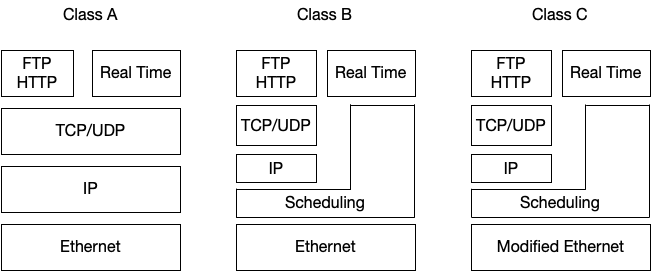 Class A
Class B
Class C
FTP
HTTP
Real Time
FTP
HTTP
Real Time
FTP
HTTP
Real Time
TCP/UDP
TCP/UDP
TCP/UDP
IP
IP
IP
Scheduling
Scheduling
Ethernet
Ethernet
Modified Ethernet